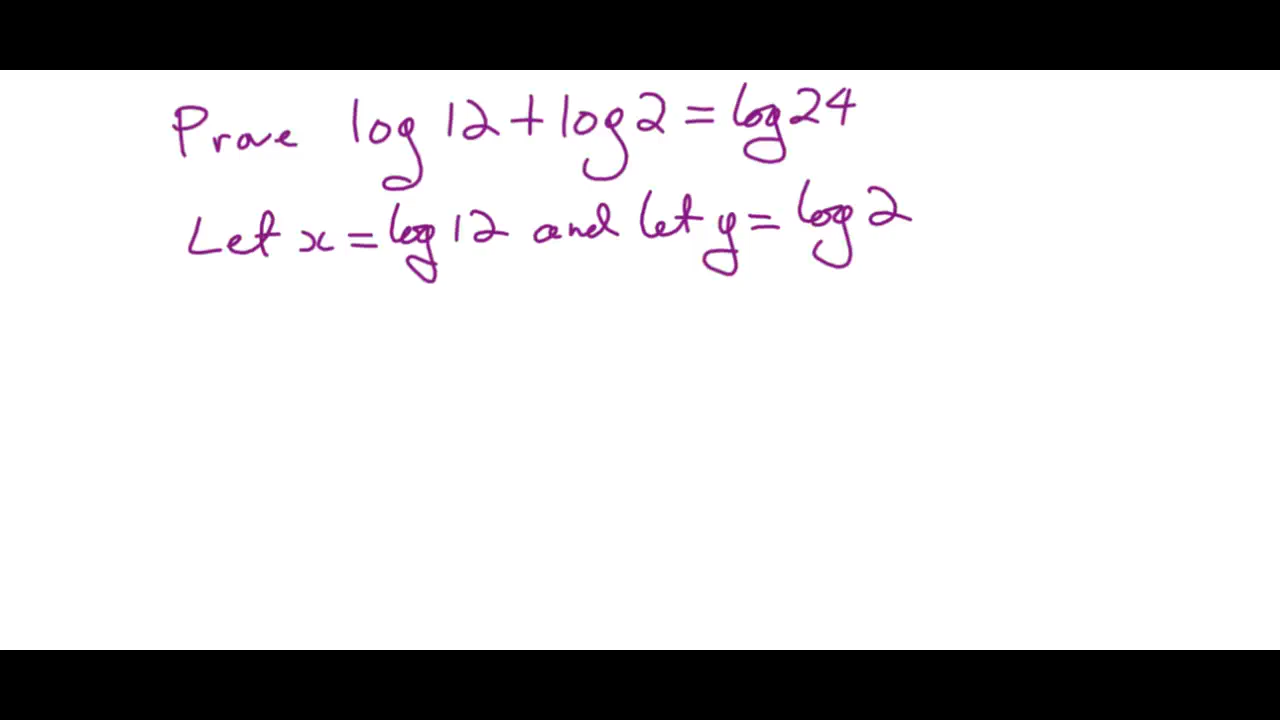 Prove log 12 + log 2 = log 24
Let x = log 12 and let y = log 2